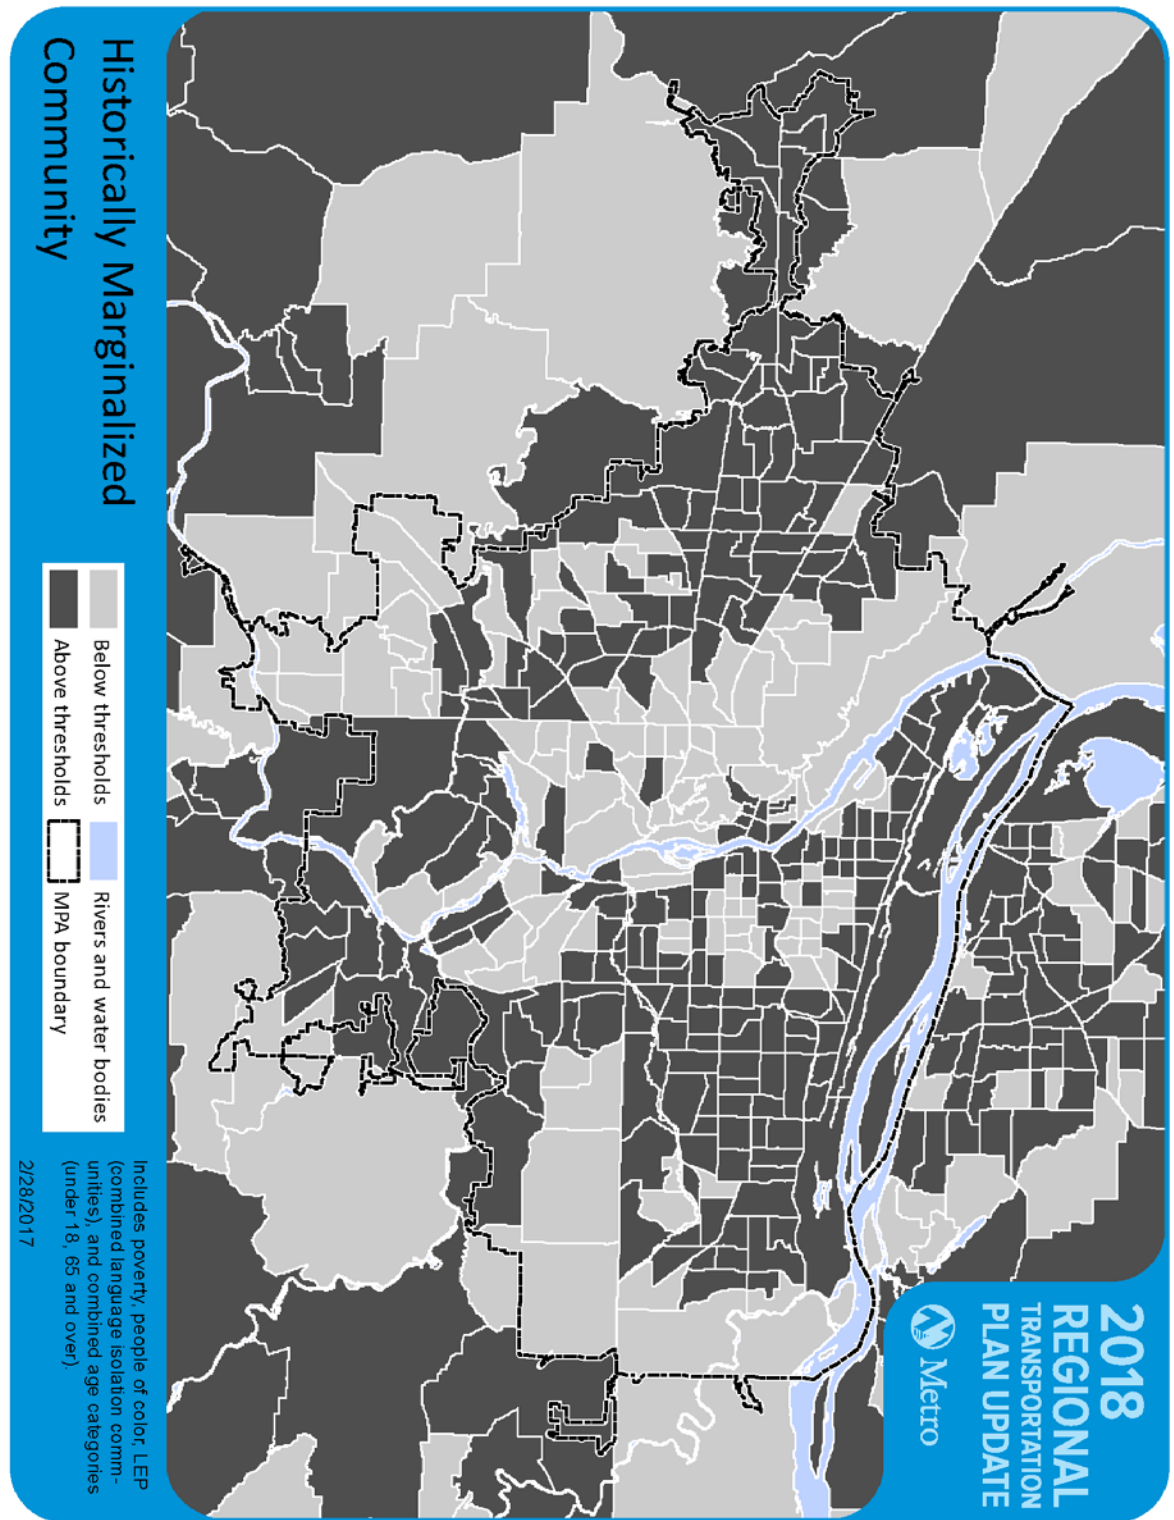 2018
REGIONAL
TRANSPORTATION
PLAN UPDATE
Metro
Historically Marginalized
Community
Below thresholds
Above thresholds
Rivers and water bodies
MPA boundary
Includes poverty, people of color, LEP
(combined language isolation comm-
unities), and combined age categories
(under 18, 65 and over).
2/28/2017